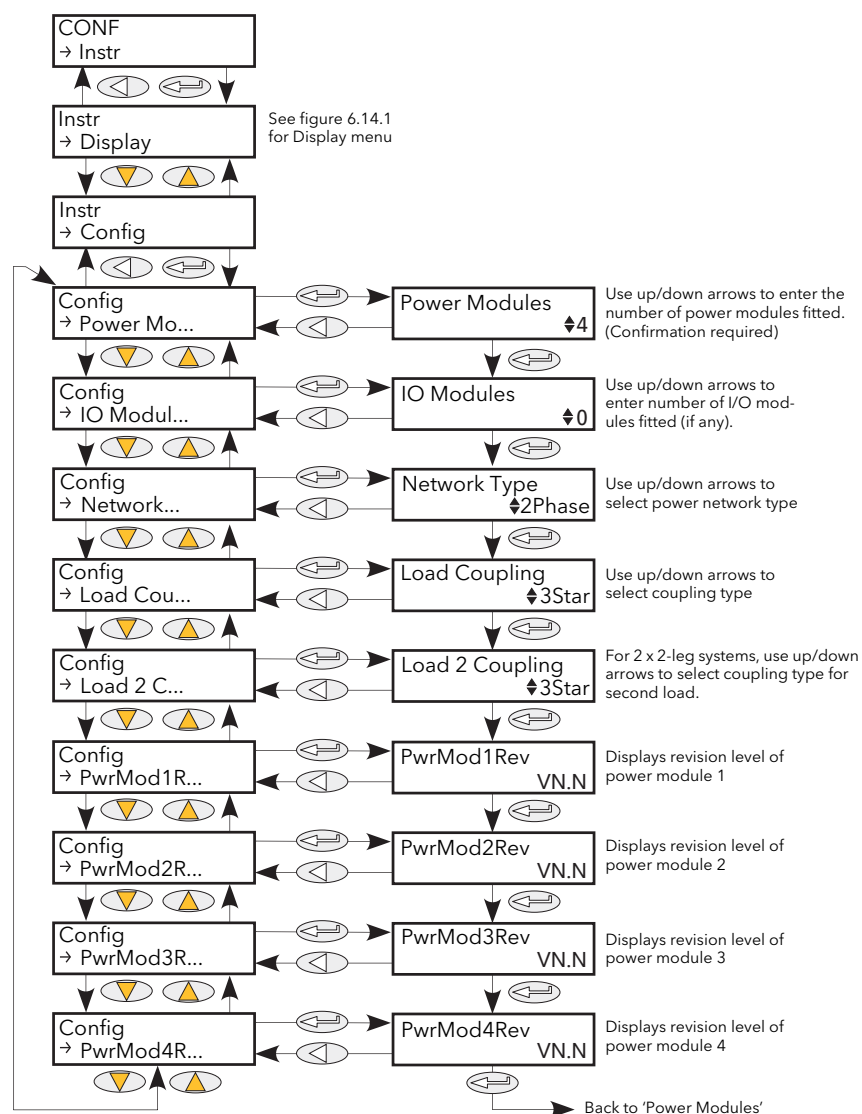 CONF
→ Instr
Instr
→ Display
See figure 6.14.1
for Display menu
Instr
→ Config
Config
→ Power Mo...
Power Modules
♦4
Use up/down arrows to enter the
number of power modules fitted.
(Confirmation required)
Config
→ IO Modul...
IO Modules
♦0
Use up/down arrows to
enter number of I/O mod-
ules fitted (if any).
Config
→ Network...
Network Type
♦2Phase
Use up/down arrows to
select power network type
Config
→ Load Cou...
Load Coupling
♦3Star
Use up/down arrows to
select coupling type
Config
→ Load 2 C...
Load 2 Coupling
♦3Star
For 2 x 2-leg systems, use up/down
arrows to select coupling type for
second load.
Config
→ PwrMod1R...
PwrMod1Rev
VN.N
Displays revision level of
power module 1
Config
→ PwrMod2R...
PwrMod2Rev
VN.N
Displays revision level of
power module 2
Config
→ PwrMod3R...
PwrMod3Rev
VN.N
Displays revision level of
power module 3
Config
→ PwrMod4R...
PwrMod4Rev
VN.N
Displays revision level of
power module 4
Back to 'Power Modules'